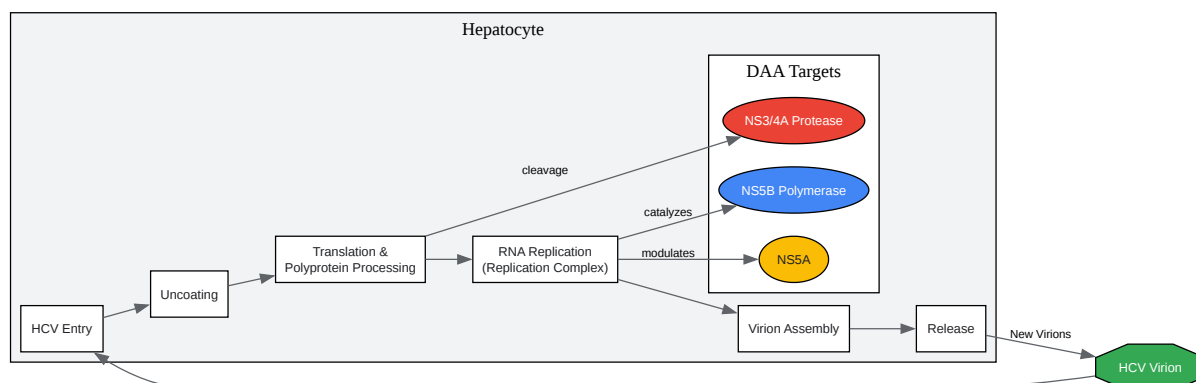 Hepatocyte
DAA Targets
NS3/4A Protease
cleavage
NS5B Polymerase
catalyzes
Translation &
Polyprotein Processing
RNA Replication
(Replication Complex)
modulates
NS5A
Uncoating
HCV Entry
Virion Assembly
Release
New Virions
HCV Virion